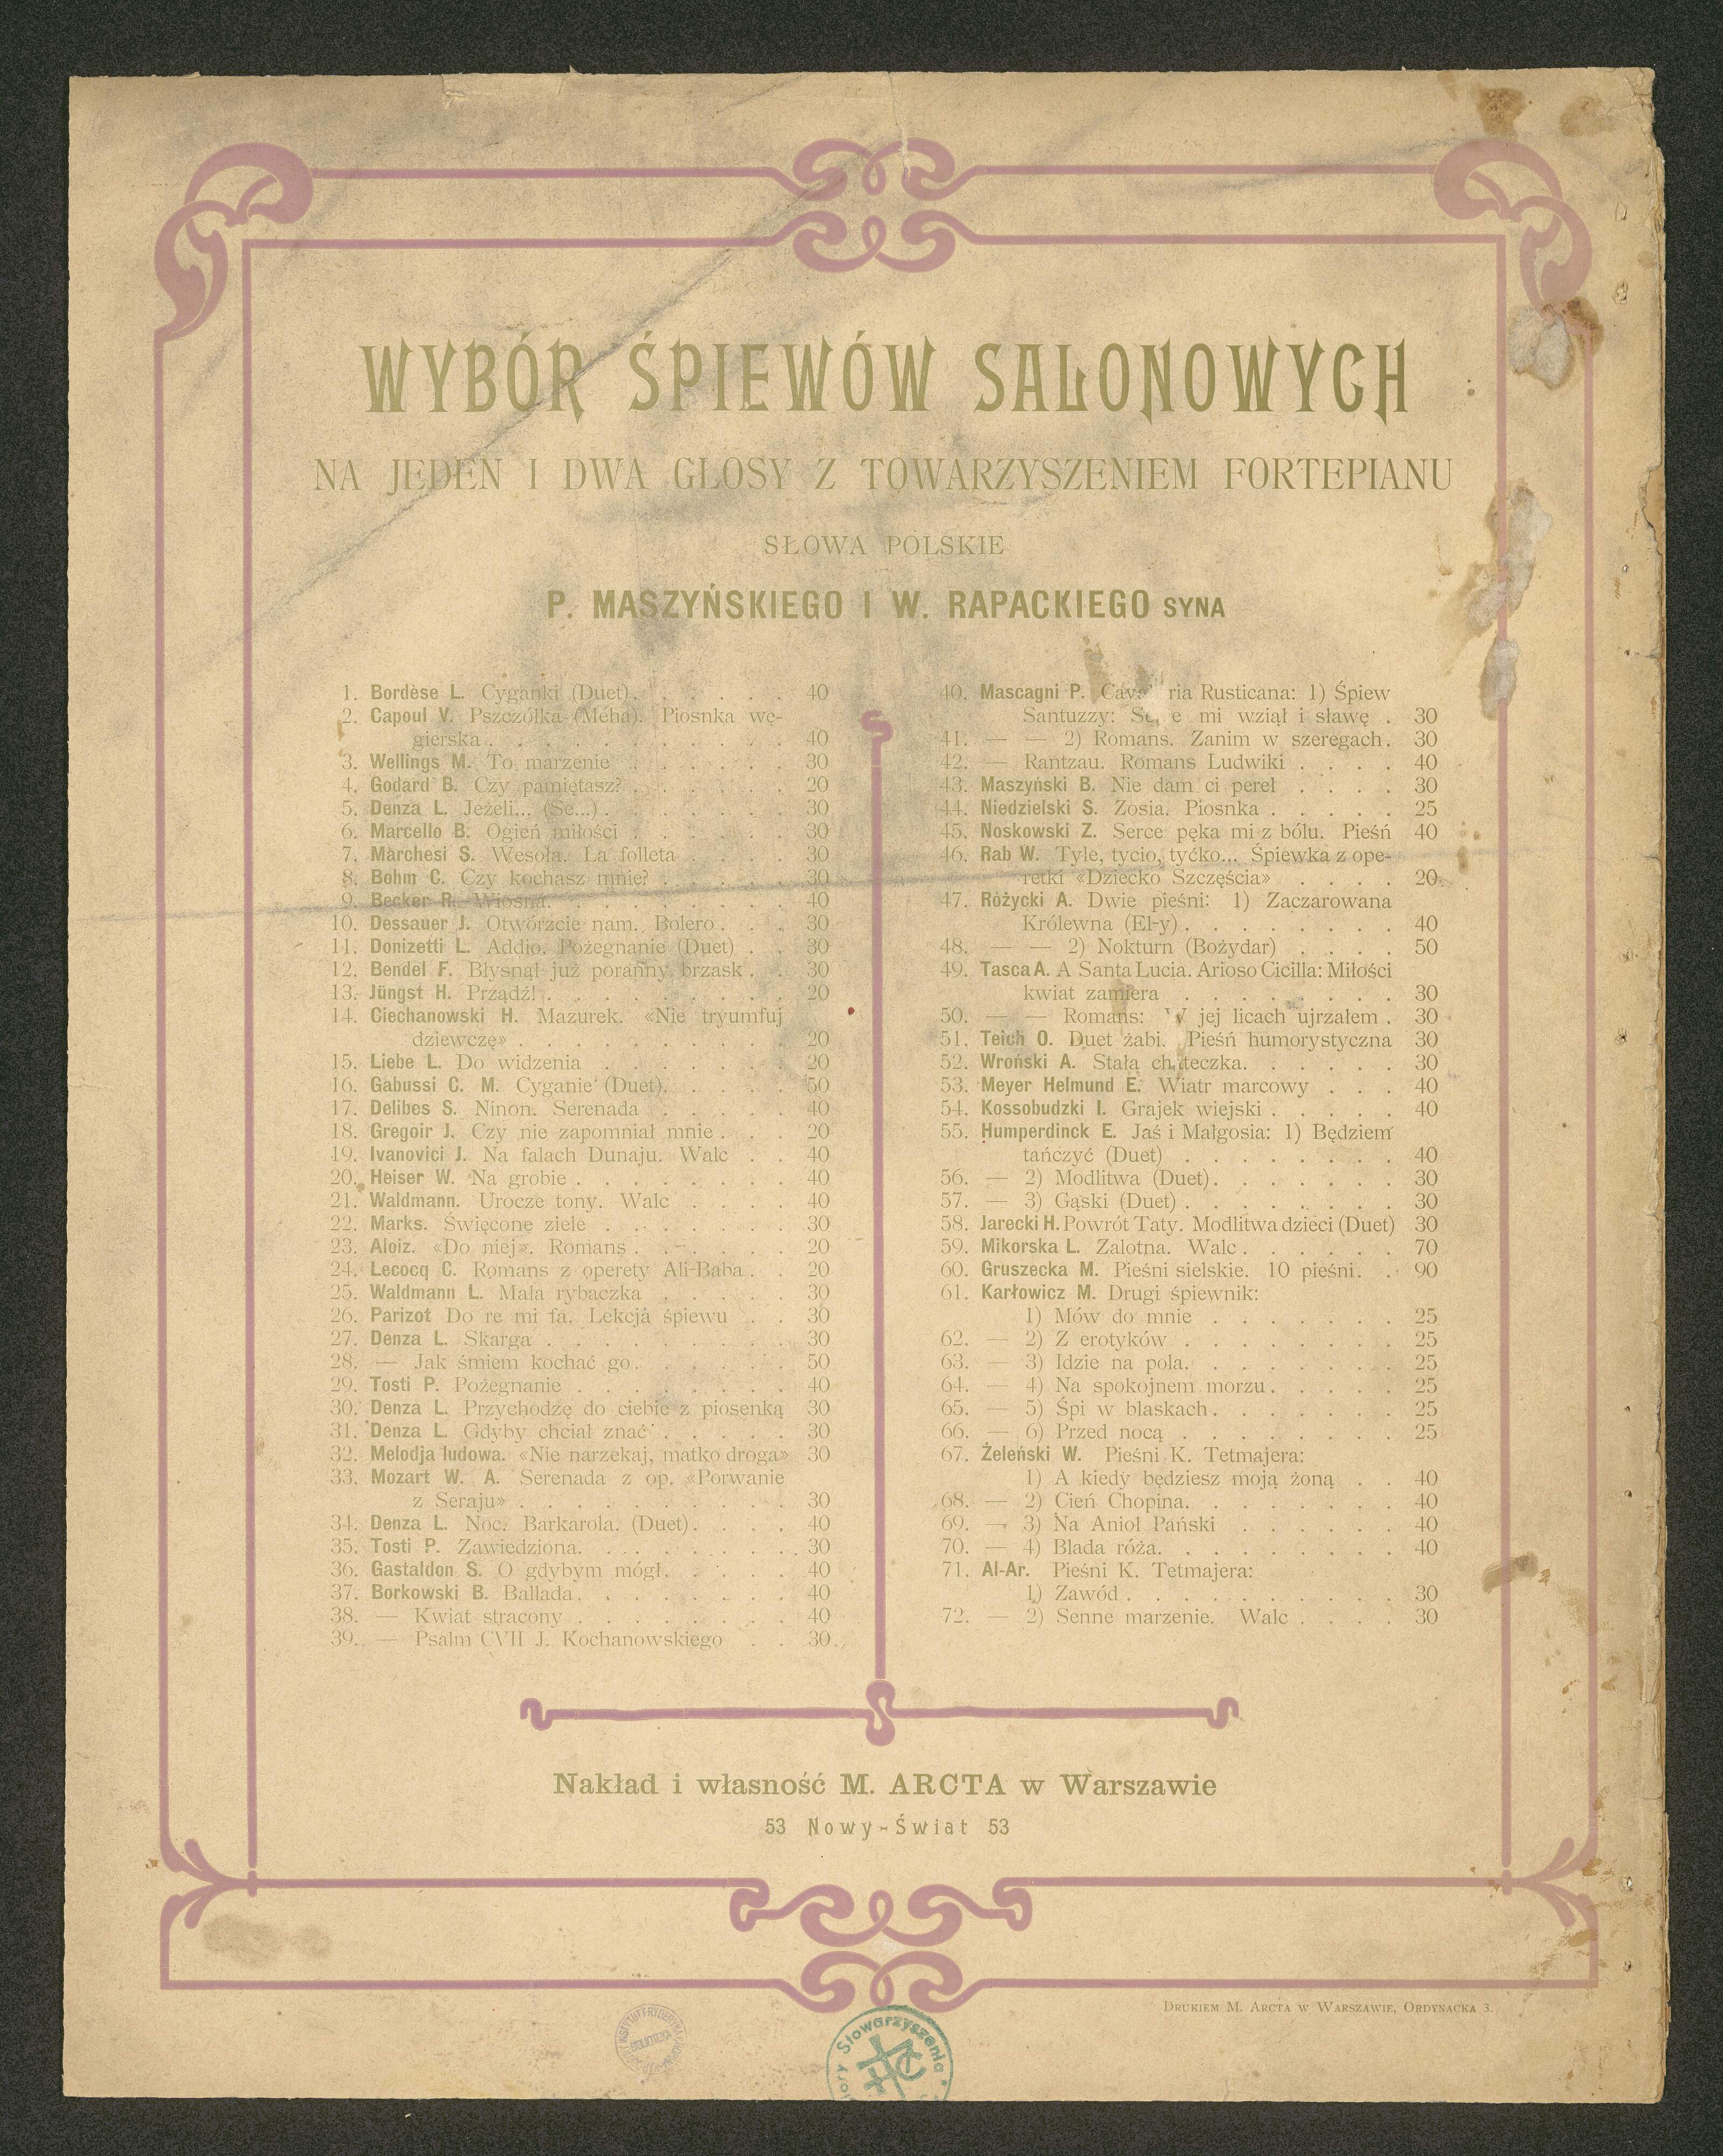 WYBÓR ŚPIEWÓW SALONOWYCH
NA JEDEN I DWA GŁOSY Z TOWARZYSZENIEM FORTEPIANU
SŁOWA POLSKIE
P. MASZYŃSKIEGO I W. RAPACKIEGO SYNA
1. Bordèse L. Cyganki (Duet) . . . . . . 40
2. Capoul V. Pszczółka (Méha). Piosnka wę-
gierska . . . . . . . . . . . 40
3. Wellings M. To marzenie . . . . . . 30
4. Godard B. Czy pamiętasz? . . . . . . 20
5. Denza L. Jeżeli... (Se...) . . . . . . . 30
6. Marcello B. Ogień miłości . . . . . . 30
7. Marchesi S. Wesoła. La folleta . . . . 30
8. Bohm C. Czy kochasz mnie? . . . . . 30
9. Becker R. Wiosna. . . . . . . . . 40
10. Dessauer J. Otwórzcie nam. Bolero . . . 30
11. Donizetti L. Addio. Pożegnanie (Duet) . . 30
12. Bendel F. Błysnął już poranny brzask . . 30
13. Jüngst H. Prządź! . . . . . . . . . 20
14. Ciechanowski H. Mazurek. «Nie tryumfuj
dziewczę» . . . . . . . . . . 20
15. Liebe L. Do widzenia . . . . . . . 20
16. Gabussi C. M. Cyganie (Duet). . . . . 50
17. Delibes S. Ninon. Serenada . . . . . 40
18. Gregoir J. Czy nie zapomniał mnie . . . 20
19. Ivanovici J. Na falach Dunaju. Walc . . 40
20. Heiser W. Na grobie . . . . . . . . 40
21. Waldmann. Urocze tony. Walc . . . . 40
22. Marks. Święcone ziele . . . . . . . 30
23. Aloiz. «Do niej». Romans . . . . . . 20
24. Lecocq C. Romans z operety Ali-Baba . . 20
25. Waldmann L. Mała rybaczka . . . . . 30
26. Parizot Do re mi fa. Lekcja śpiewu . . 30
27. Denza L. Skarga . . . . . . . . . 30
28. — Jak śmiem kochać go . . . . . . 50
29. Tosti P. Pożegnanie . . . . . . . . 40
30. Denza L. Przychodzę do ciebie z piosenką 30
31. Denza L. Gdyby chciał znać . . . . . 30
32. Melodja ludowa. «Nie narzekaj, matko droga» 30
33. Mozart W. A. Serenada z op. «Porwanie
z Seraju» . . . . . . . . . . 30
34. Denza L. Noc. Barkarola. (Duet) . . . . 40
35. Tosti P. Zawiedziona. . . . . . . . 30
36. Gastaldon S. O gdybym mógł . . . . . 40
37. Borkowski B. Ballada . . . . . . . . 40
38. — Kwiat stracony . . . . . . . . 40
39. — Psalm CVII J. Kochanowskiego . . 30
40. Mascagni P. ria Rusticana: 1) Śpiew
Santuzzy: mi wziął i sławę . 30
41. — — 2) Romans. Zanim w szeregach . 30
42. — Rantzau. Romans Ludwiki . . . . 40
43. Maszyński B. Nie dam ci pereł . . . . 30
44. Niedzielski S. Zosia. Piosnka . . . . . 25
45. Noskowski Z. Serce pęka mi z bólu. Pieśń 40
46. Rab W. Tyle, tycio, tyćko... Śpiewka z ope-
retki «Dziecko Szczęścia» . . . . 20
47. Różycki A. Dwie pieśni: 1) Zaczarowana
Królewna (El-y) . . . . . . . . 40
48. — — 2) Nokturn (Bożydar) . . . . 50
49. Tasca A. A Santa Lucia. Arioso Cicilla: Miłości
kwiat zamiera . . . . . . . . 30
50. — — Romans: W jej licach ujrzałem . 30
51. Teich O. Duet żabi. Pieśń humorystyczna 30
52. Wroński A. Stała chateczka. . . . . . 30
53. Meyer Helmund E. Wiatr marcowy . . . 40
54. Kossobudzki I. Grajek wiejski . . . . . 40
55. Humperdinck E. Jaś i Małgosia: 1) Będziem
tańczyć (Duet) . . . . . . . . 40
56. — 2) Modlitwa (Duet) . . . . . . . 30
57. — 3) Gąski (Duet) . . . . . . . . 30
58. Jarecki H. Powrót Taty. Modlitwa dzieci (Duet) 30
59. Mikorska L. Zalotna. Walc . . . . . . 70
60. Gruszecka M. Pieśni sielskie. 10 pieśni. . 90
61. Karłowicz M. Drugi śpiewnik:
1) Mów do mnie . . . . . . . 25
62. — 2) Z erotyków . . . . . . . . 25
63. — 3) Idzie na pola. . . . . . . . 25
64. — 4) Na spokojnem morzu . . . . . 25
65. — 5) Śpi w blaskach . . . . . . . 25
66. — 6) Przed nocą . . . . . . . . 25
67. Żeleński W. Pieśni K. Tetmajera:
1) A kiedy będziesz moją żoną . . 40
68. — 2) Cień Chopina. . . . . . . . 40
69. — 3) Na Anioł Pański . . . . . . 40
70. — 4) Blada róża. . . . . . . . . 40
71. Al-Ar. Pieśni K. Tetmajera:
1) Zawód . . . . . . . . . . 30
72. — 2) Senne marzenie. Walc . . . . 30
Nakład i własność M. ARCTA w Warszawie
53 Nowy-Świat 53
DRUKIEM M. ARCTA W WARSZAWIE, ORDYNACKA 3.
BIBLIOTEKA
Stowarzyszenia